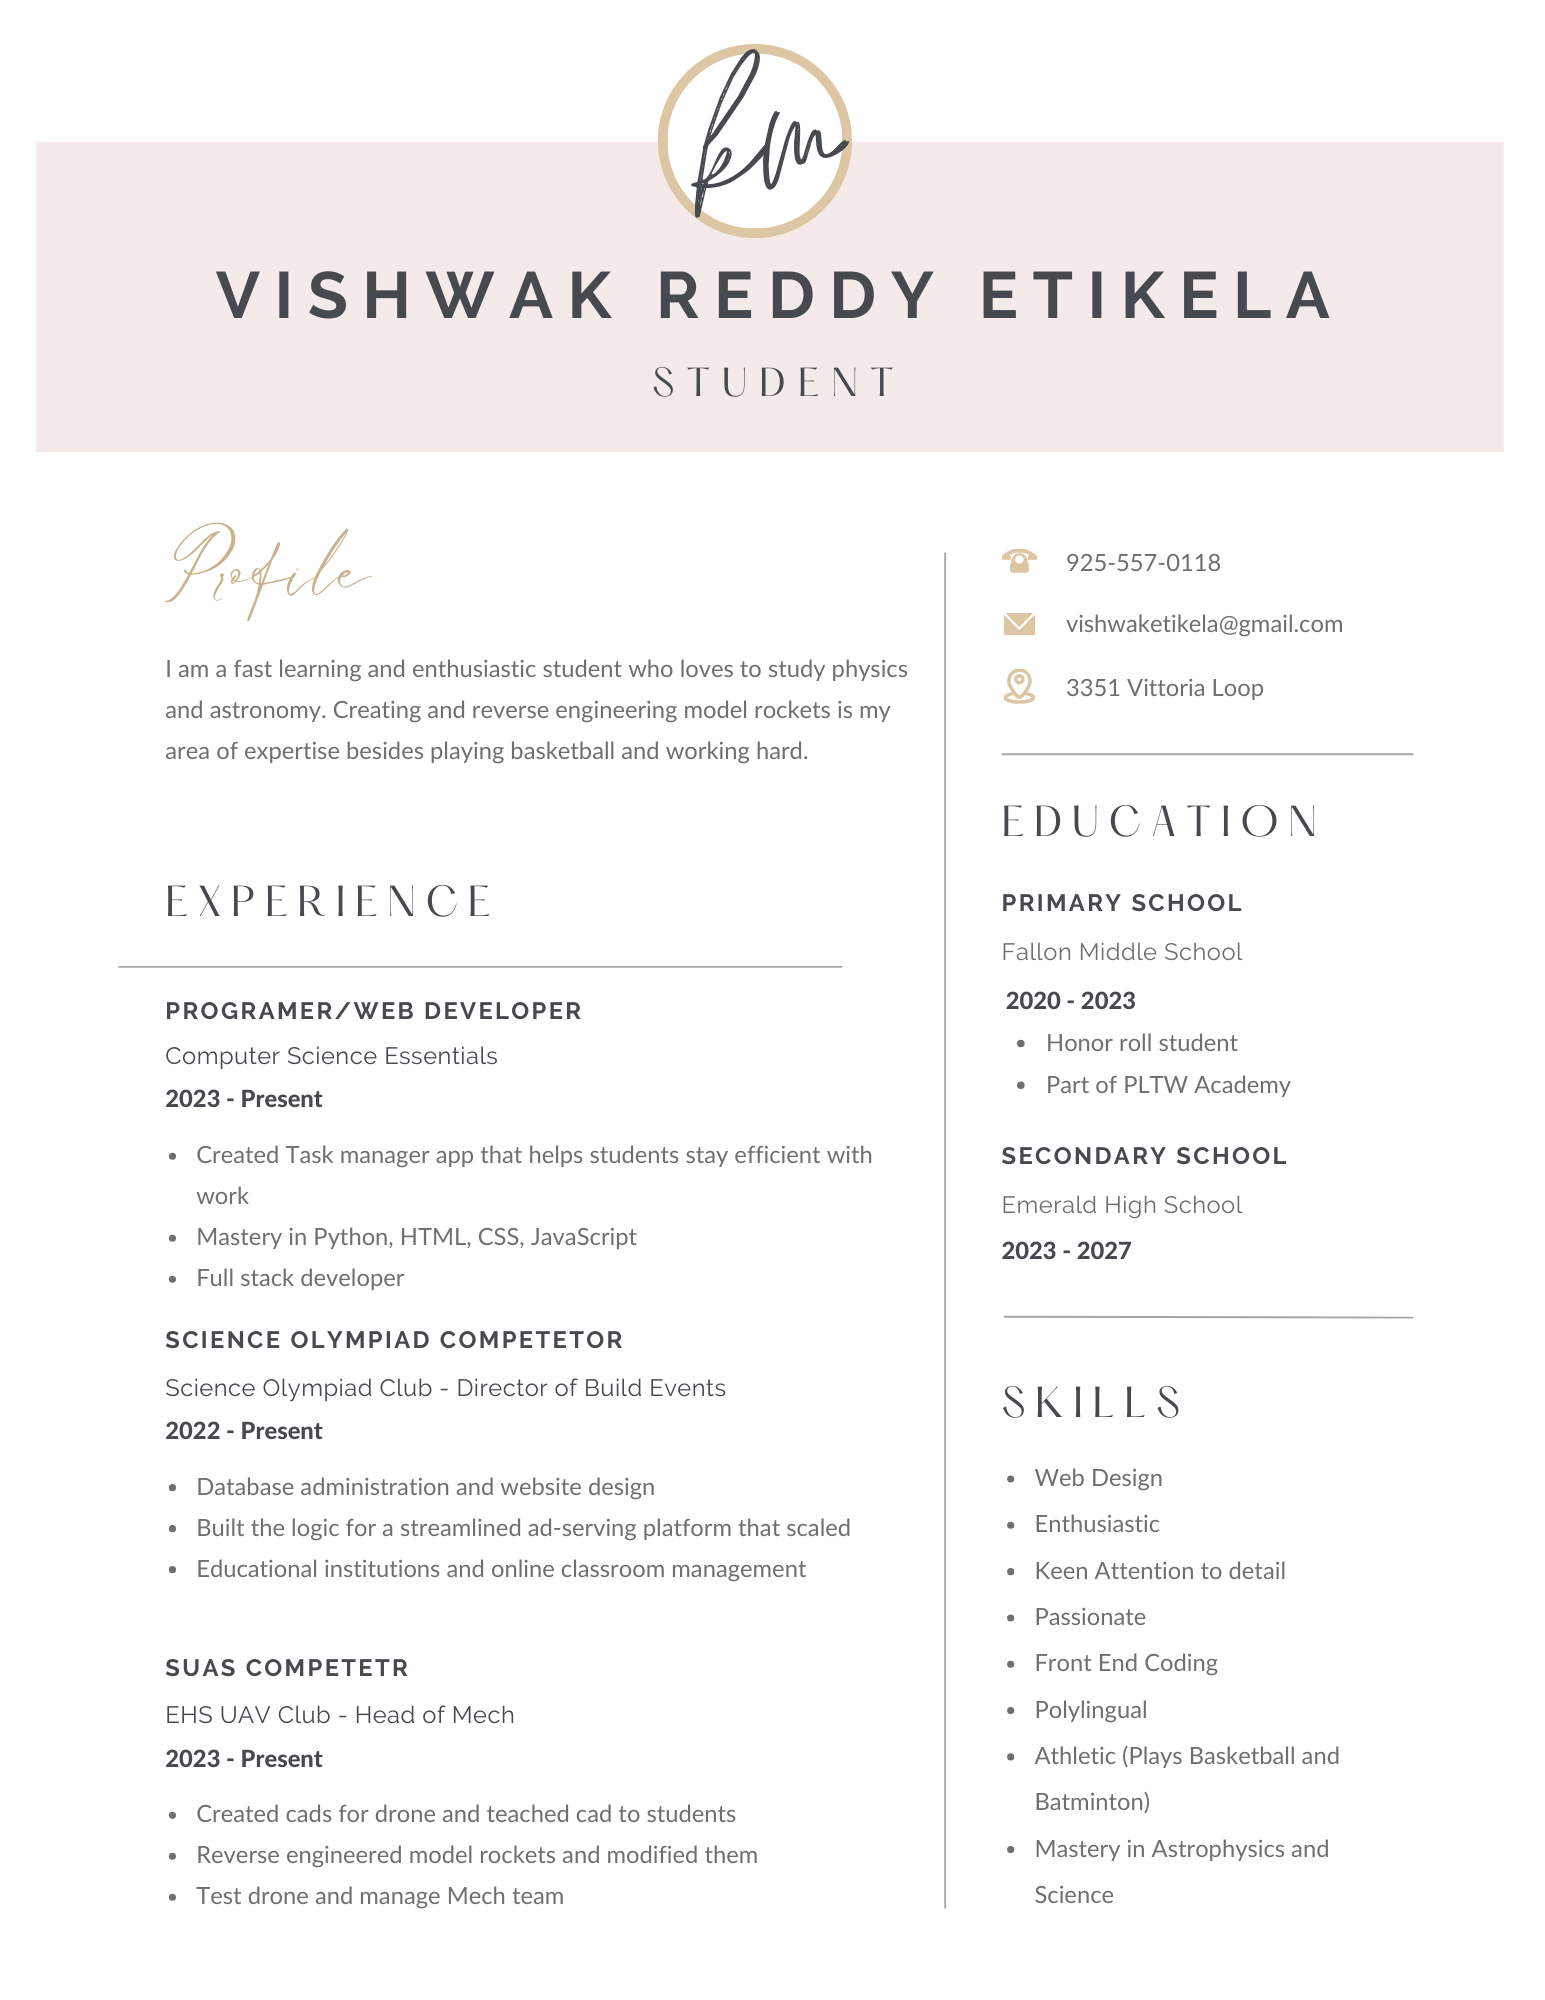 km
VISHWAK REDDY ETIKELA
STUDENT
Profile
I am a fast learning and enthusiastic student who loves to study physics
and astronomy. Creating and reverse engineering model rockets is my
area of expertise besides playing basketball and working hard.
EXPERIENCE
PROGRAMER/WEB DEVELOPER
Computer Science Essentials
2023 - Present
• Created Task manager app that helps students stay efficient with
work
• Mastery in Python, HTML, CSS, JavaScript
• Full stack developer
SCIENCE OLYMPIAD COMPETETOR
Science Olympiad Club - Director of Build Events
2022 - Present
• Database administration and website design
• Built the logic for a streamlined ad-serving platform that scaled
• Educational institutions and online classroom management
SUAS COMPETETR
EHS UAV Club - Head of Mech
2023 - Present
• Created cads for drone and teached cad to students
• Reverse engineered model rockets and modified them
• Test drone and manage Mech team
925-557-0118
vishwaketikela@gmail.com
3351 Vittoria Loop
EDUCATION
PRIMARY SCHOOL
Fallon Middle School
2020 - 2023
• Honor roll student
• Part of PLTW Academy
SECONDARY SCHOOL
Emerald High School
2023 - 2027
SKILLS
• Web Design
• Enthusiastic
• Keen Attention to detail
• Passionate
• Front End Coding
• Polylingual
• Athletic (Plays Basketball and
Batminton)
• Mastery in Astrophysics and
Science